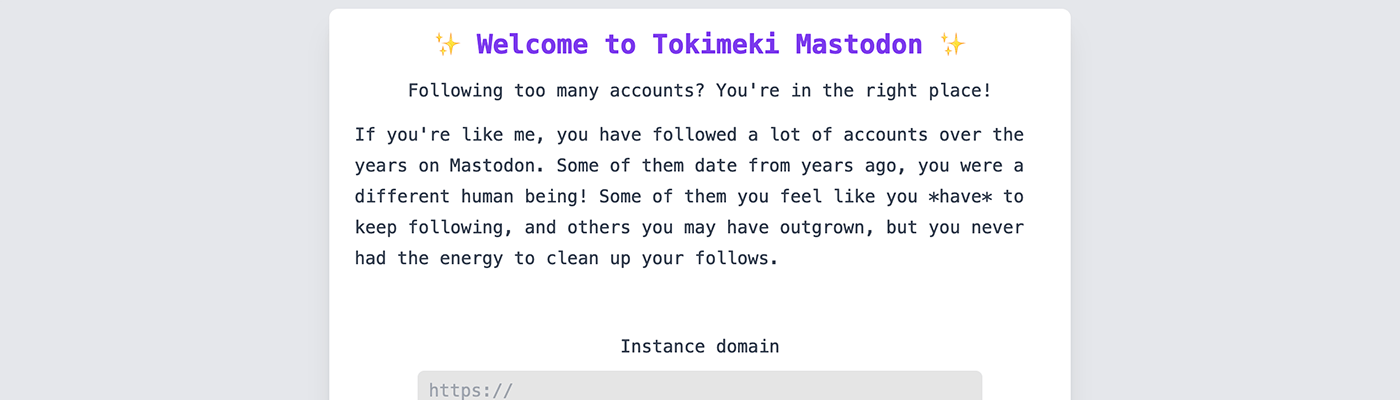 ✨ Welcome to Tokimeki Mastodon ✨
Following too many accounts? You're in the right place!
If you're like me, you have followed a lot of accounts over the
years on Mastodon. Some of them date from years ago, you were a
different human being! Some of them you feel like you *have* to
keep following, and others you may have outgrown, but you never
had the energy to clean up your follows.
Instance domain
https://